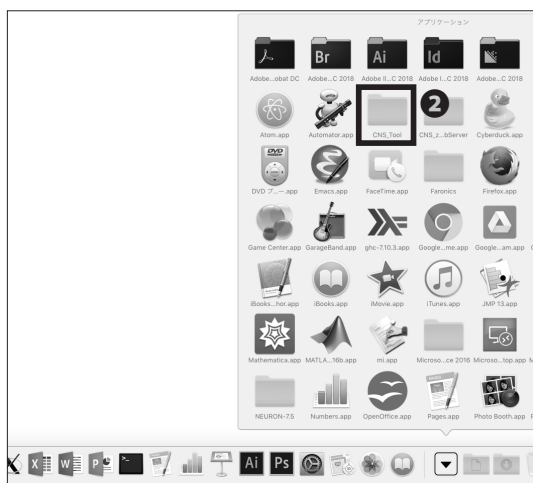 アプリケーション
Br Ai Id
Adobe...obat DC Adobe...C 2018 Adobe Il...C 2018 Adobe I...C 2018 Adobe...C 2018
2
Atom.app Automator.app CNS_Tool CNS_z...bServer Cyberduck.app
DVD
DVD プ...ー.app Emacs.app FaceTime.app Faronics Firefox.app
Game Center.app GarageBand.app ghc-7.10.3.app Google...me.app Google...am.app
iBooks...hor.app iBooks.app iMovie.app iTunes.app JMP 13.app
Mathematica.app MATLA...16b.app mi.app Microso...ce 2016 Microso...top.app
PAGES
NEURON-7.5 Numbers.app OpenOffice.app Pages.app Photo Booth.app
X X W P Ai Ps